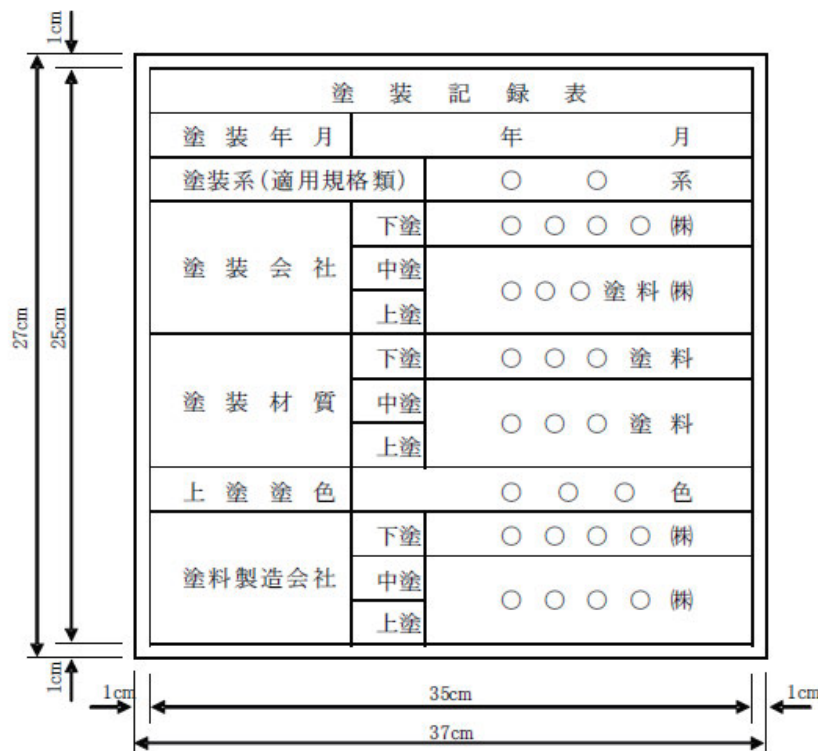 1cm
塗装記録表
塗装年月 年 月
塗装系(適用規格類) ○○系
塗装会社 下塗 ○○○○㈱
中塗 ○○○塗料㈱
上塗
塗装材質 下塗 ○○○塗料
中塗 ○○○塗料
上塗
上塗塗色 ○○○色
塗料製造会社 下塗 ○○○○㈱
中塗 ○○○○㈱
上塗
27cm
25cm
1cm
1cm
35cm
1cm
37cm